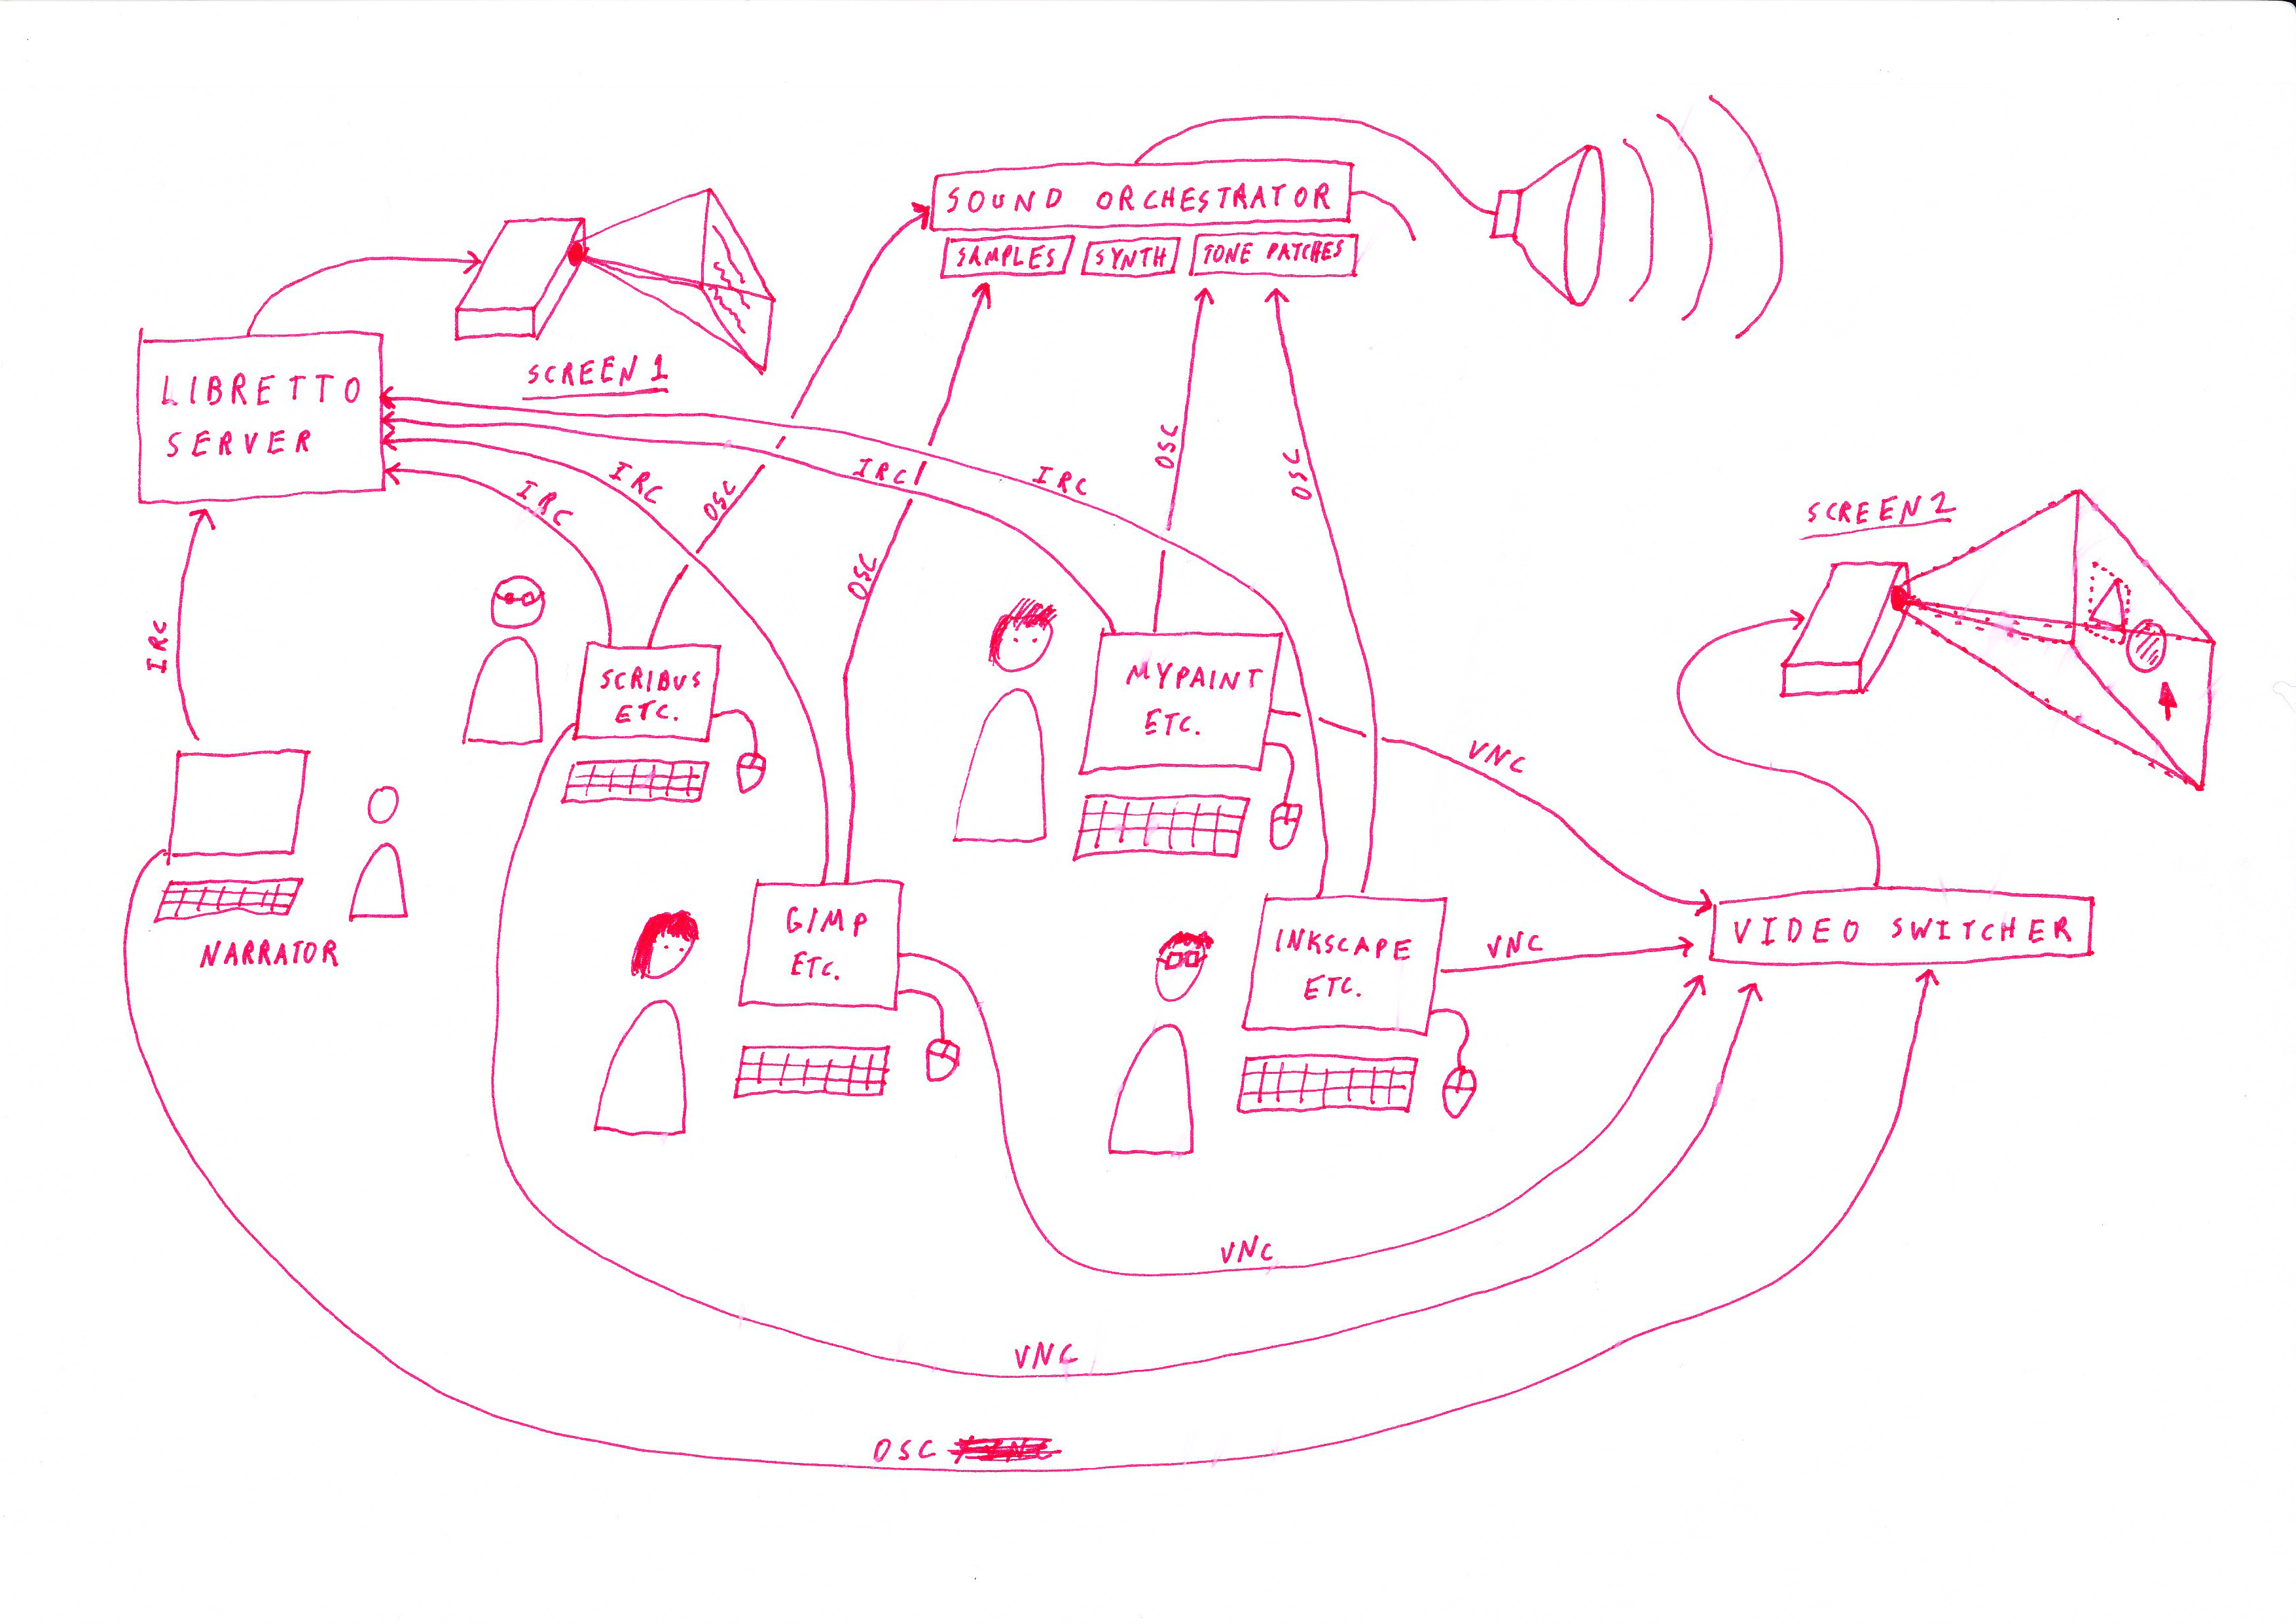 SOUND ORCHESTRATOR
SAMPLES
SYNTH
TONE PATCHES
SCREEN 1
LIBRETTO
SERVER
IRC
IRC
IRC
IRC
OSC
OSC
OSC
OSC
SCREEN 2
IRC
SCRIBUS
ETC.
MYPAINT
ETC.
VNC
NARRATOR
GIMP
ETC.
INKSCAPE
ETC.
VNC
VIDEO SWITCHER
VNC
VNC
OSC